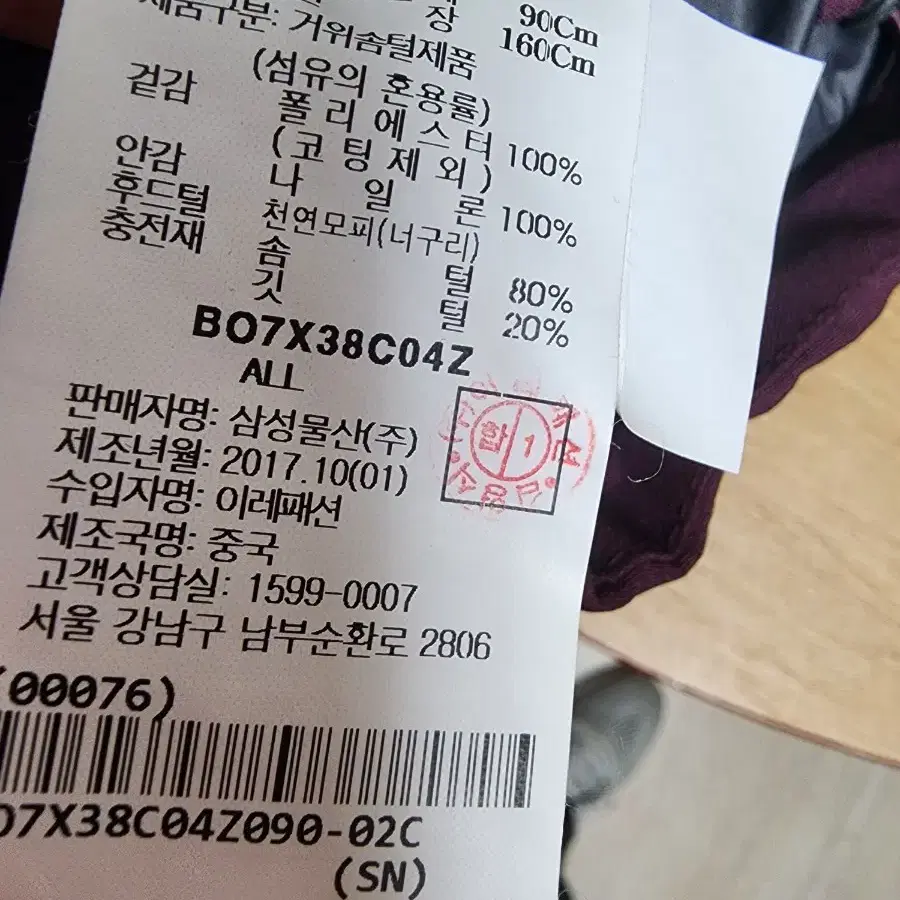 장 90Cm
제품구분: 거위솜털제품 160Cm
(섬유의 혼용률)
겉감 폴리에스터 100%
(코팅제외)
안감 나일론 100%
후드털 천연모피(너구리)
충전재 솜털 80%
깃털 20%
BO7X38C04Z
ALL
판매자명: 삼성물산(주)
제조년월: 2017.10(01)
수입자명: 이레패션
제조국명: 중국
고객상담실: 1599-0007
서울 강남구 남부순환로 2806
합 1
(00076)
O7X38C04Z090-02C
(SN)